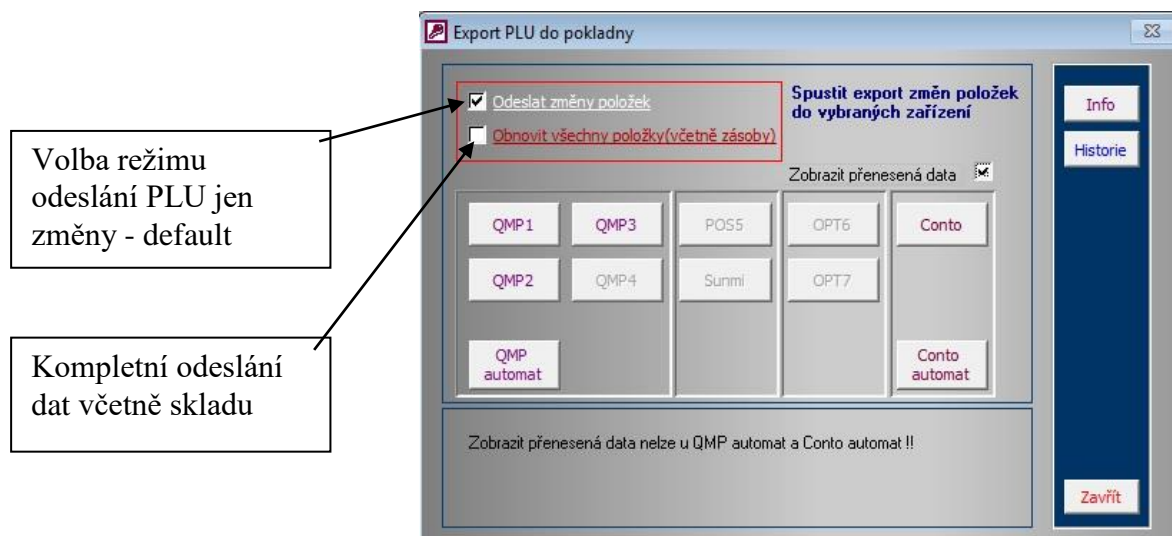 Export PLU do pokladny
Odeslat změny položek
Obnovit všechny položky(včetně zásoby)
Spustit export změn položek
do vybraných zařízení
Zobrazit přenesená data
Info
Historie
Volba režimu
odeslání PLU jen
změny - default
QMP1
QMP3
POS5
OPT6
Conto
QMP2
QMP4
Sunmi
OPT7
QMP
automat
Conto
automat
Kompletní odeslání
dat včetně skladu
Zobrazit přenesená data nelze u QMP automat a Conto automat !!
Zavřít